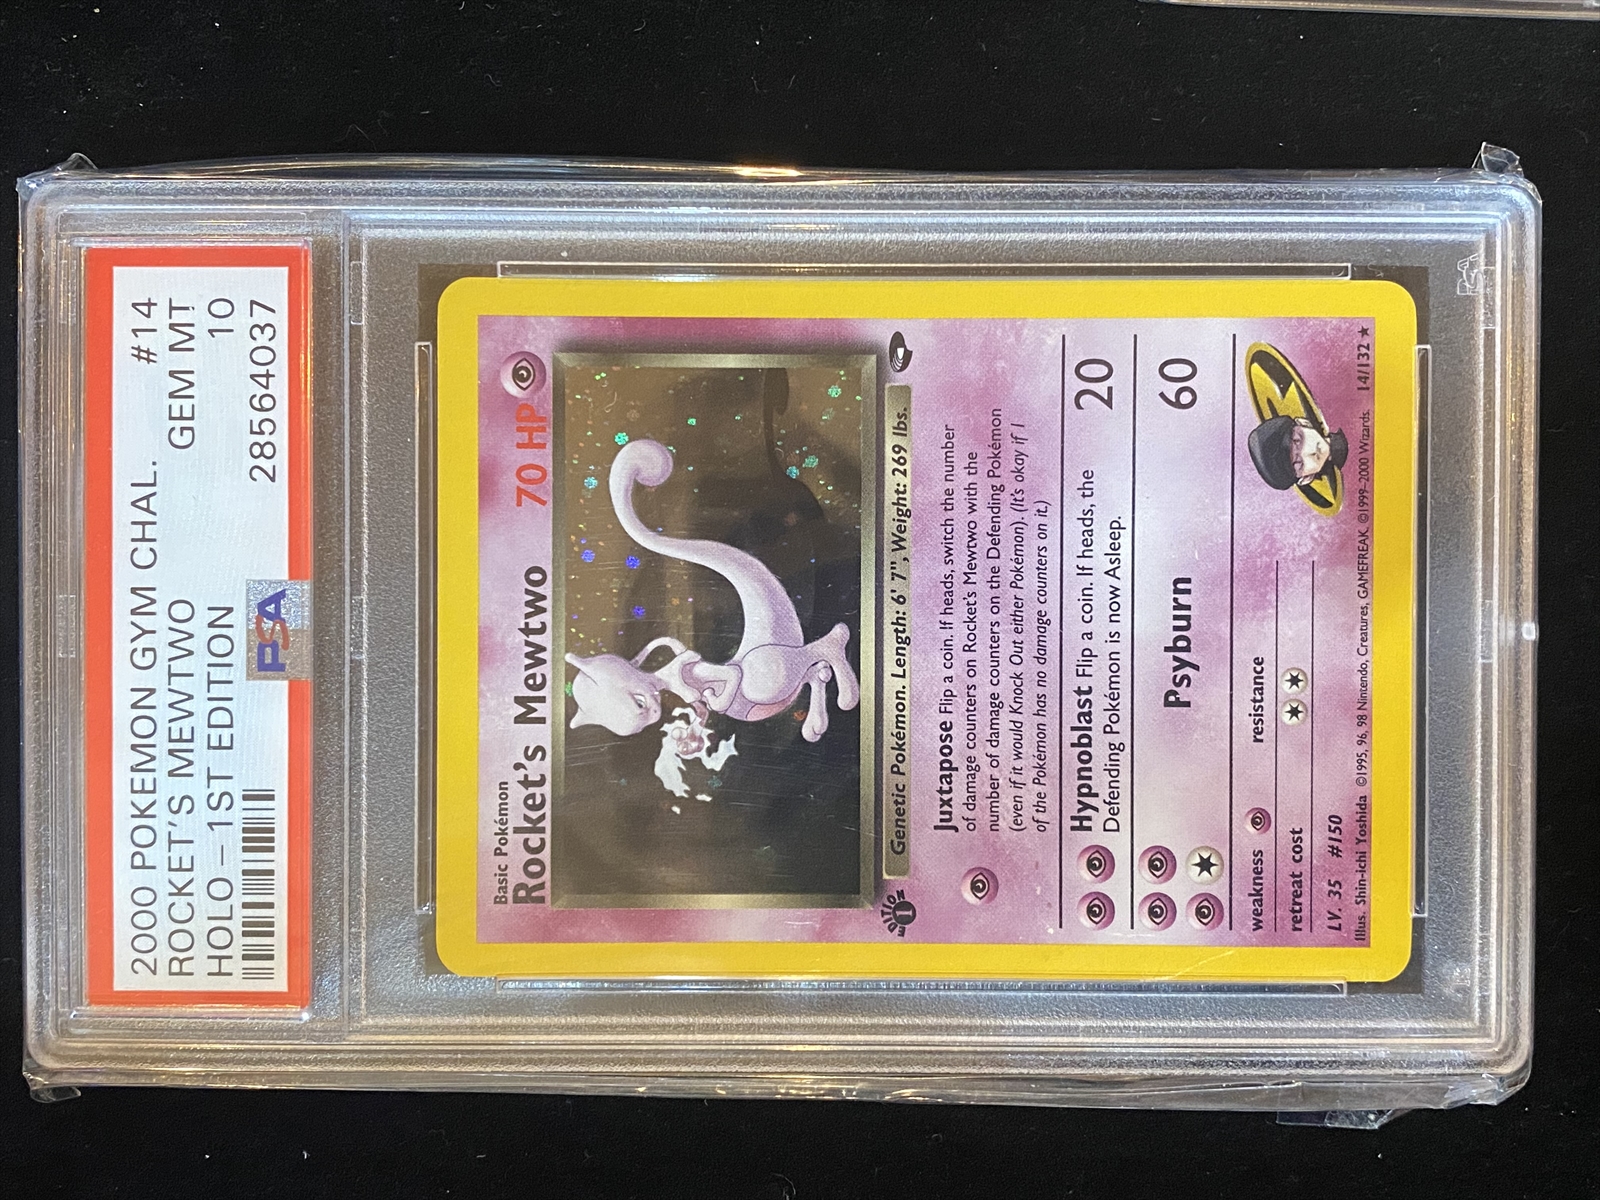 2000 POKEMON GYM CHAL. #14
ROCKET'S MEWTWO GEM MT
HOLO-1ST EDITION 10
28564037
PSA
Basic Pokémon
Rocket's Mewtwo 70 HP
EDITION
1
Genetic Pokémon. Length: 6' 7", Weight: 269 lbs.
Juxtapose Flip a coin. If heads, switch the number
of damage counters on Rocket's Mewtwo with the
number of damage counters on the Defending Pokémon
(even if it would Knock Out either Pokémon). (It's okay if 1
of the Pokémon has no damage counters on it.)
Hypnoblast Flip a coin. If heads, the 20
Defending Pokémon is now Asleep.
Psyburn 60
weakness resistance
retreat cost
LV. 35 #150
Illus. Shin-ichi Yoshida ©1995, 96, 98 Nintendo, Creatures, GAMEFREAK. ©1999-2000 Wizards. 14/132 ★
PSA